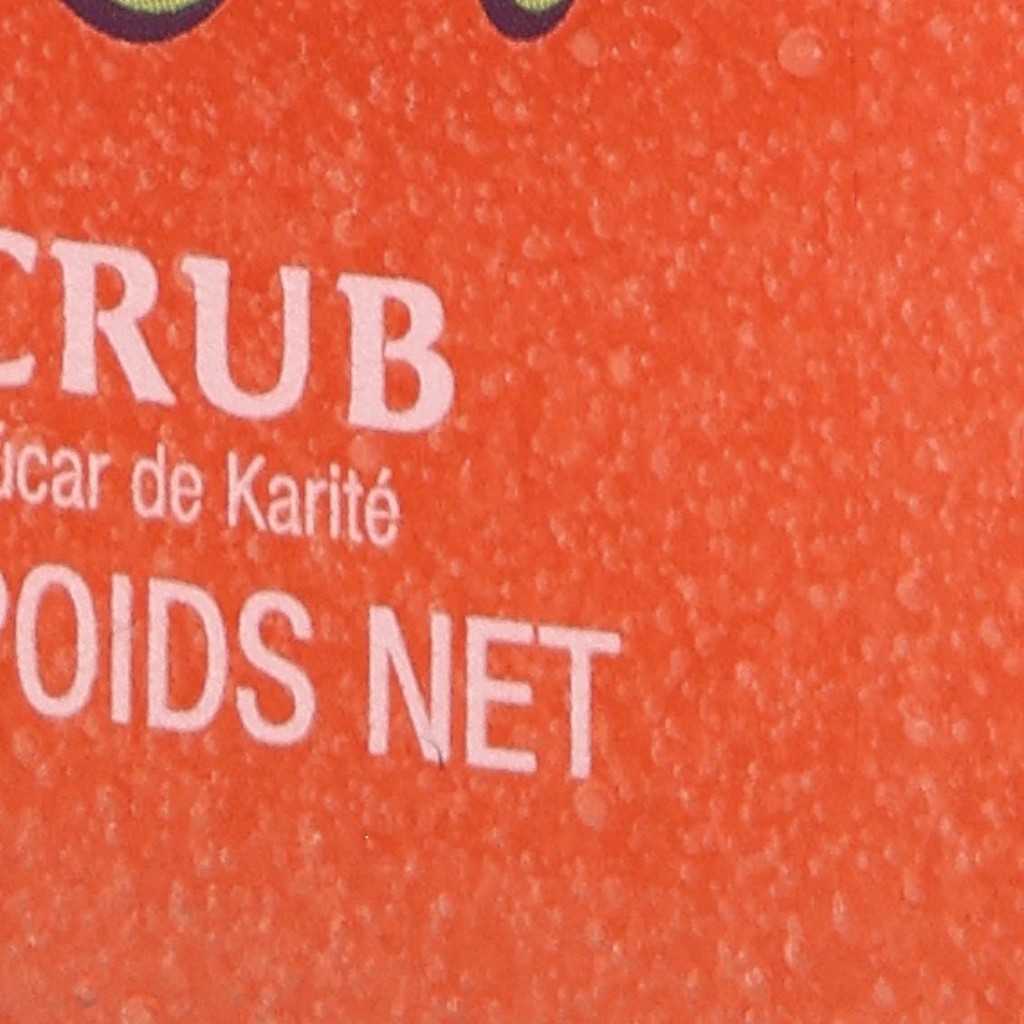 CRUB
úcar de Karité
POIDS NET